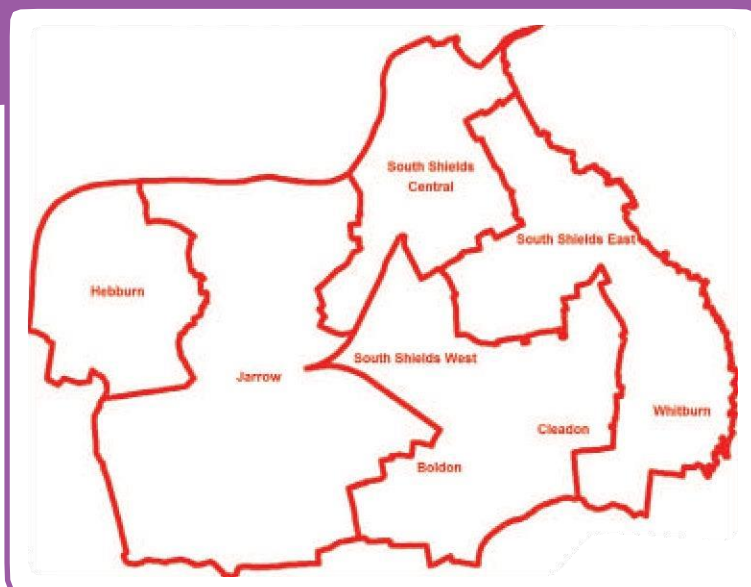 South Shields
Central
South Shields East
Hebburn
South Shields West
Jarrow
Whitburn
Cleadon
Boldon